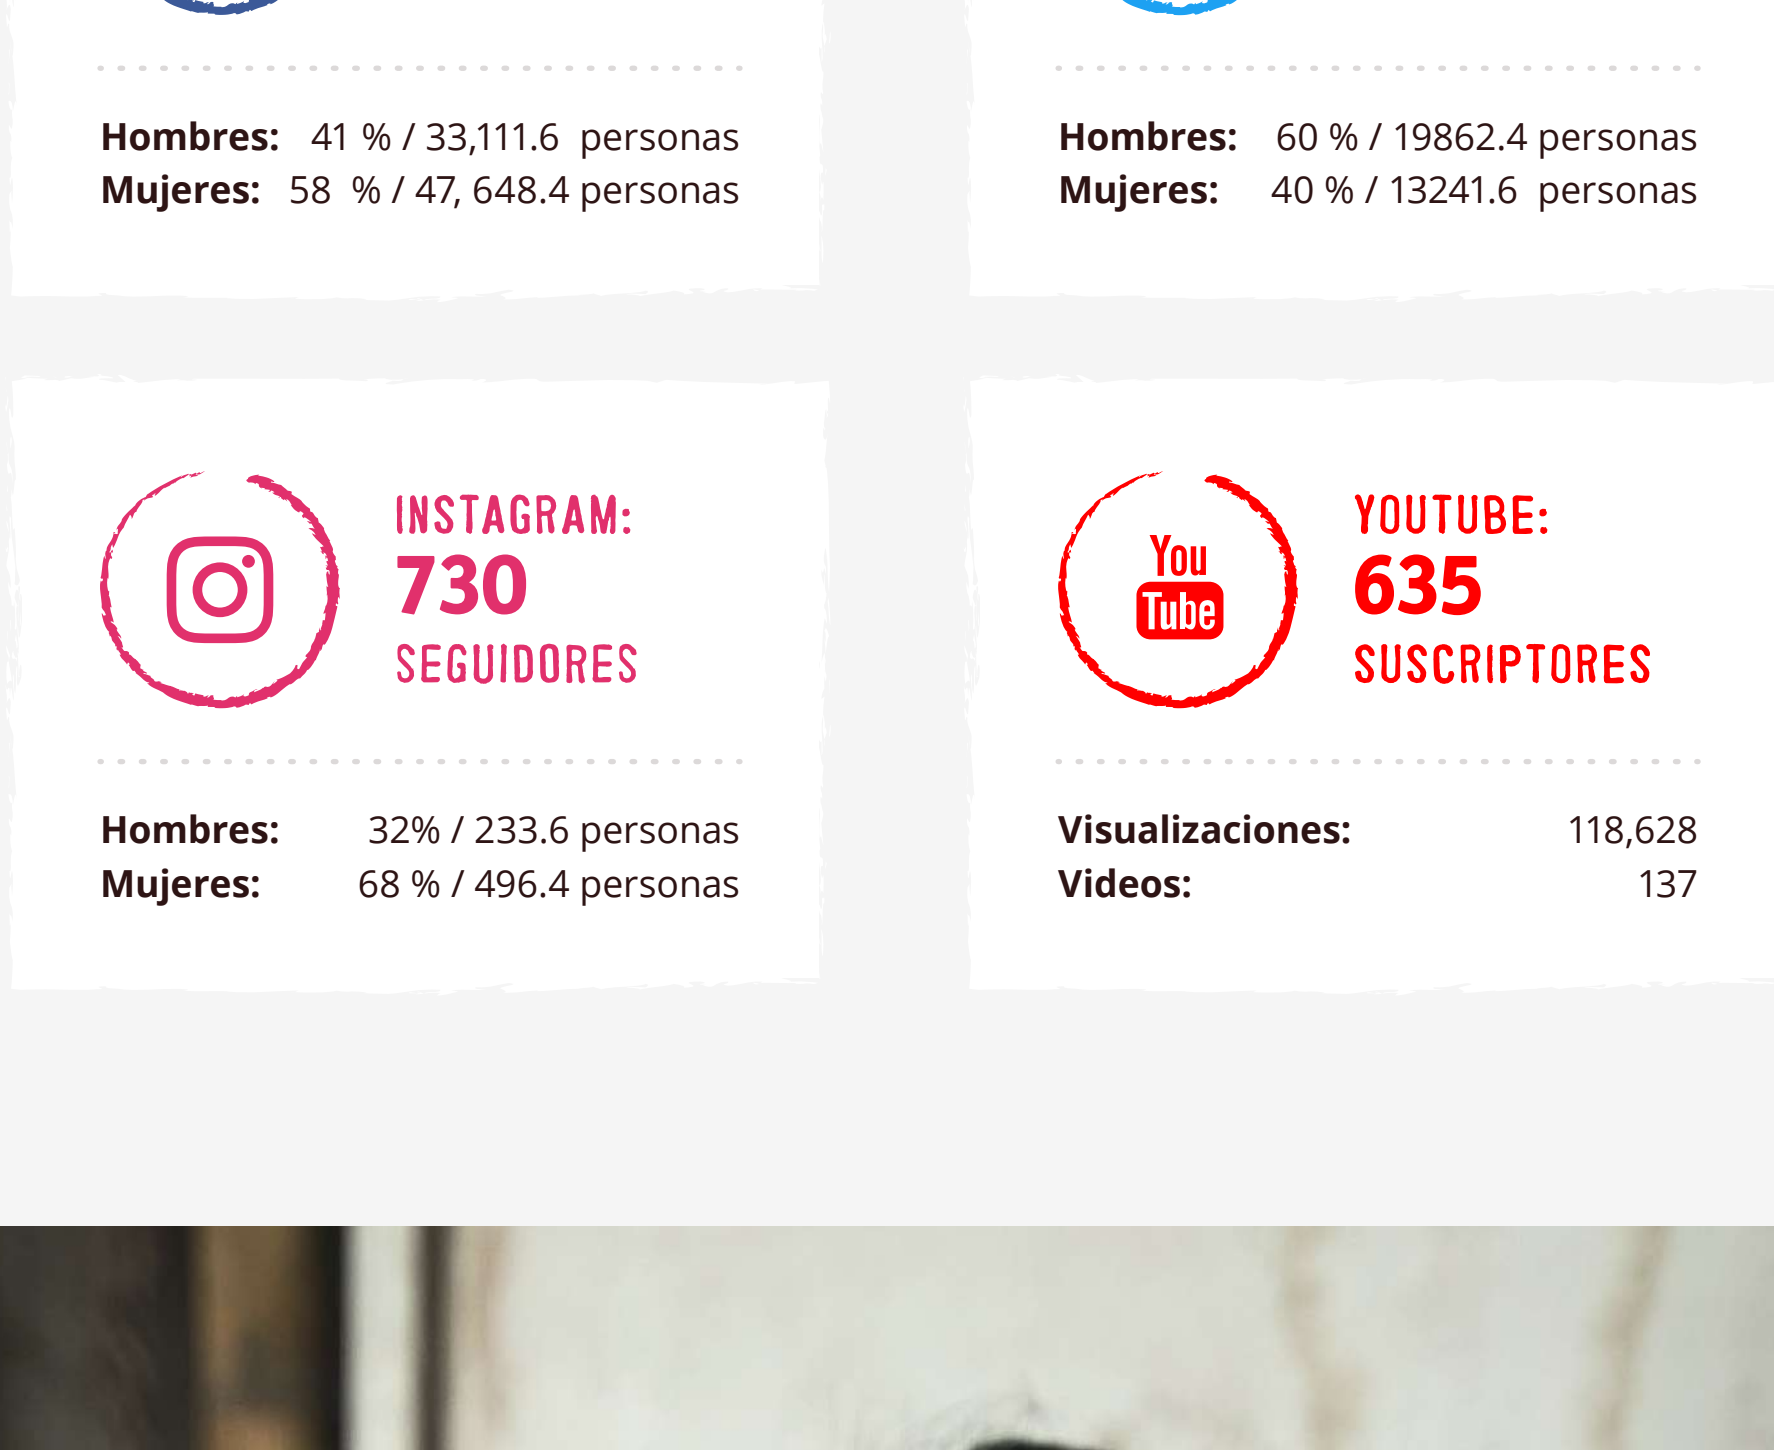 Hombres: 41 % / 33,111.6 personas
Mujeres: 58 % / 47, 648.4 personas
Hombres: 60 % / 19862.4 personas
Mujeres: 40 % / 13241.6 personas
INSTAGRAM:
730
SEGUIDORES
Hombres: 32% / 233.6 personas
Mujeres: 68 % / 496.4 personas
You
Tube
YOUTUBE:
635
SUSCRIPTORES
Visualizaciones: 118,628
Videos: 137